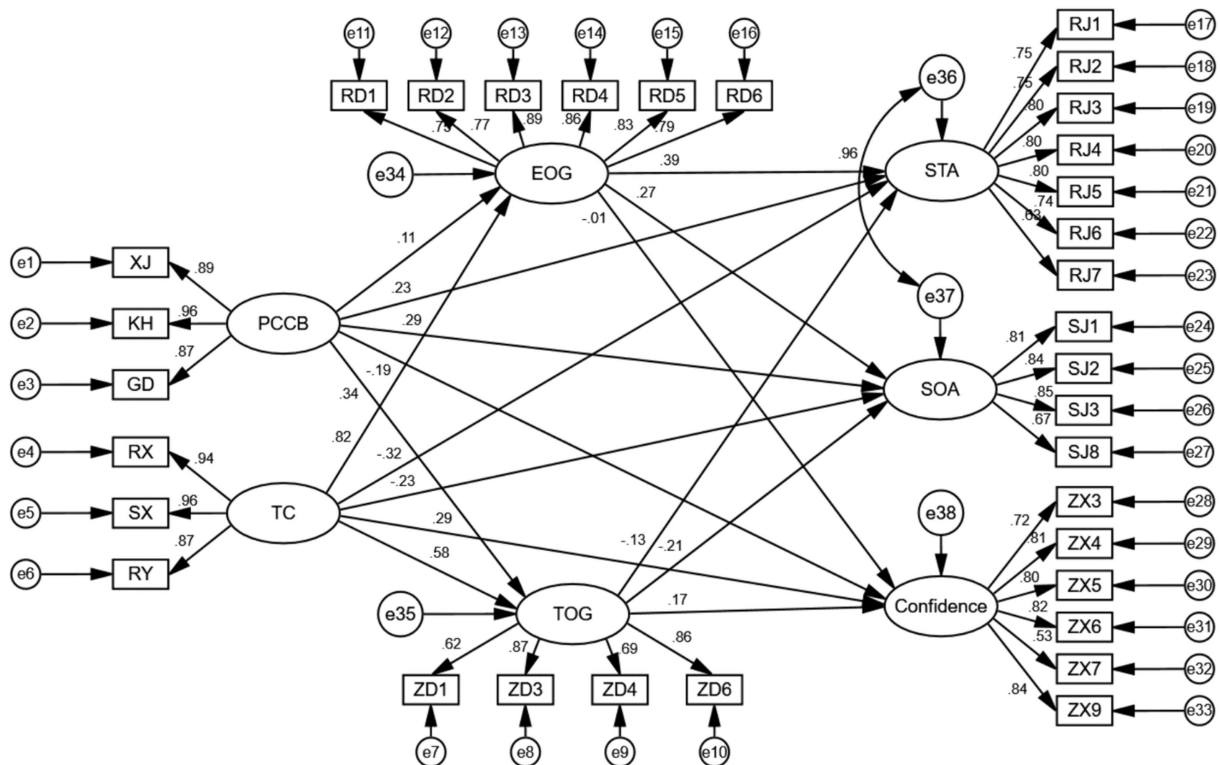 e11 e12 e13 e14 e15 e16 e17
RJ1
e36 .75 RJ2 e18
RD1 RD2 RD3 RD4 RD5 RD6 .75
.80 RJ3 e19
.75 .77 .89 .86 .83 .79
.80 RJ4 e20
e34 EOG .39 .96 STA
.80 RJ5 e21
.27 .74
-.01 .63 RJ6 e22
.11
e1 XJ .89 RJ7 e23
.23 e37
e2 KH .96 PCCB .29 SJ1 e24
.81
.87 -.19 .84 SJ2 e25
e3 GD .34 SOA
.85 SJ3 e26
.82 .67
e4 RX .94 -.32 SJ8 e27
-.23
e5 SX .96 TC .29 e38 ZX3 e28
.72
.58 -.13 -.21 .81 ZX4 e29
e6 RY .87
.80 ZX5 e30
e35 TOG .17 Confidence .82
.53 ZX6 e31
.62 .87 .69 .86
ZX7 e32
ZD1 ZD3 ZD4 ZD6 .84
ZX9 e33
e7 e8 e9 e10